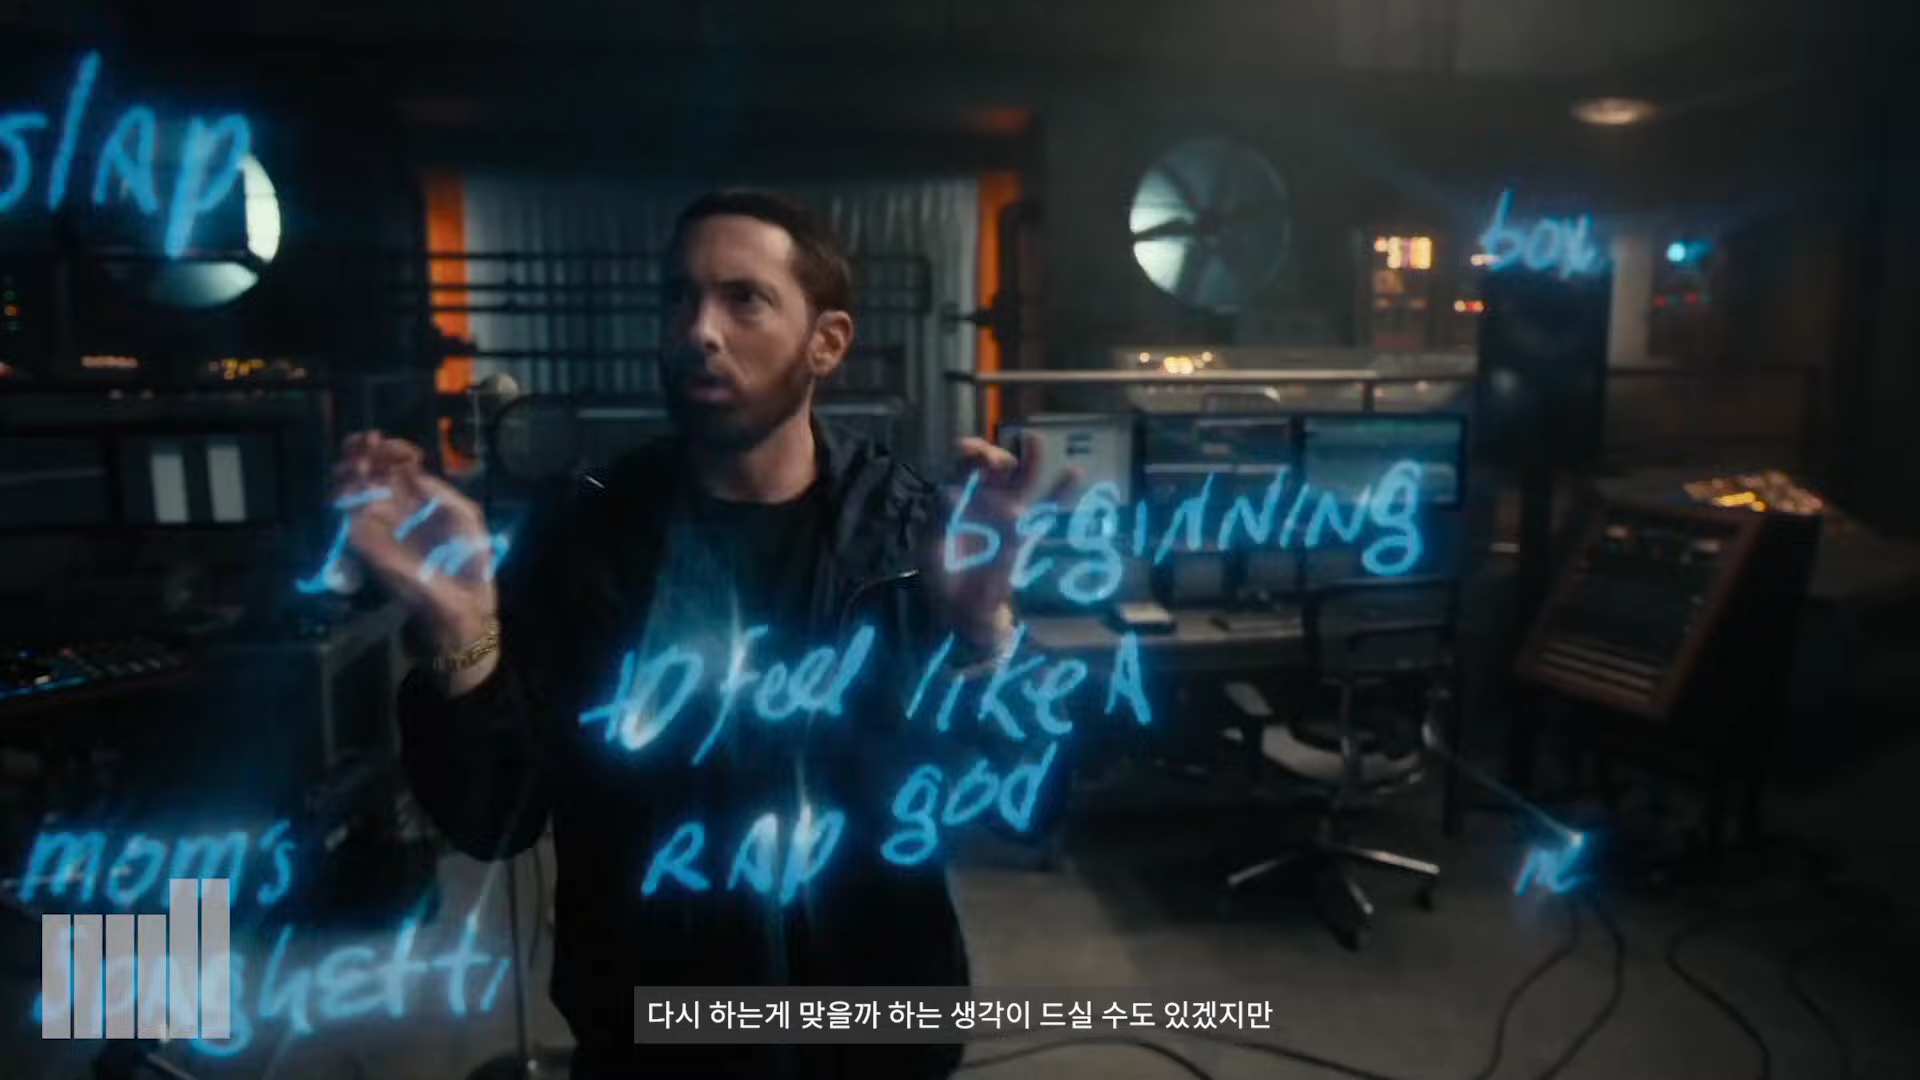 slap
box
I'm beginning
to feel like A
RAP god
mom's
spaghetti
다시 하는게 맞을까 하는 생각이 드실 수도 있겠지만